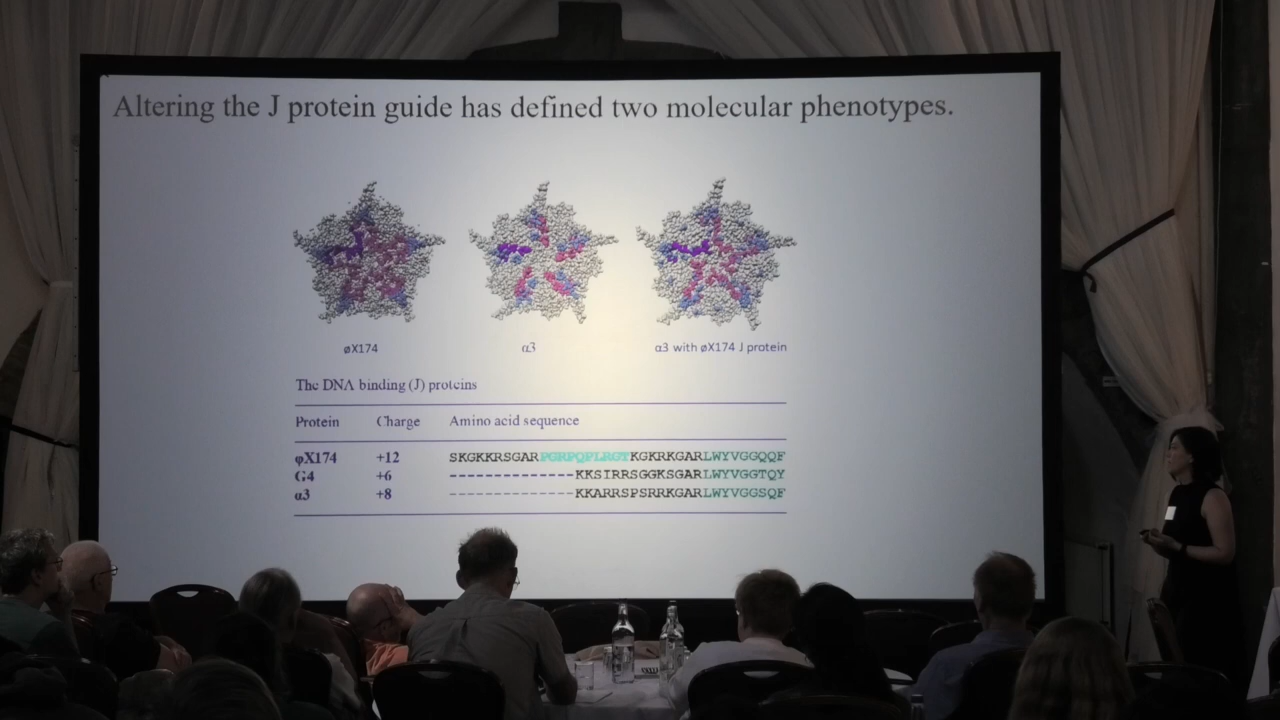 Altering the J protein guide has defined two molecular phenotypes.
øX174 α3 α3 with øX174 J protein
The DNA binding (J) proteins
Protein Charge Amino acid sequence
φX174 +12 SKGKKRSGARPGRPQPLRGTKGKRKGARLWYVGGQQF
G4 +6 --------------KKSIRRSGGKSGARLWYVGGTQY
α3 +8 --------------KKARRSPSRRKGARLWYVGGSQF